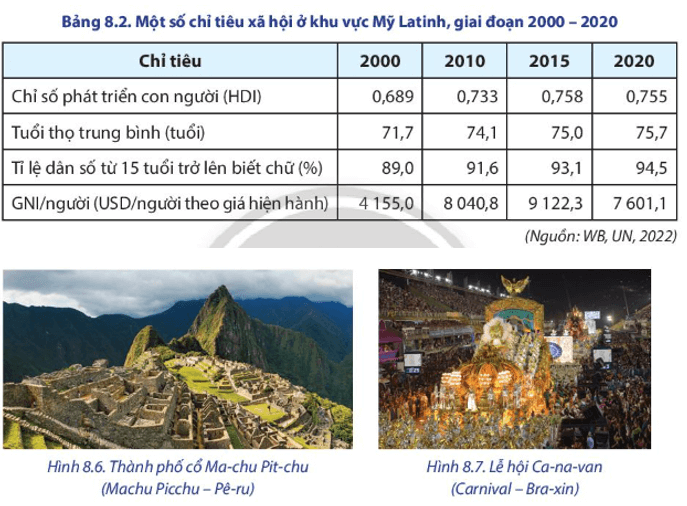 Bảng 8.2. Một số chỉ tiêu xã hội ở khu vực Mỹ Latinh, giai đoạn 2000 – 2020
Chỉ tiêu 2000 2010 2015 2020
Chỉ số phát triển con người (HDI) 0,689 0,733 0,758 0,755
Tuổi thọ trung bình (tuổi) 71,7 74,1 75,0 75,7
Tỉ lệ dân số từ 15 tuổi trở lên biết chữ (%) 89,0 91,6 93,1 94,5
GNI/người (USD/người theo giá hiện hành) 4 155,0 8 040,8 9 122,3 7 601,1
(Nguồn: WB, UN, 2022)
Hình 8.6. Thành phố cổ Ma-chu Pit-chu
(Machu Picchu – Pê-ru)
Hình 8.7. Lễ hội Ca-na-van
(Carnival – Bra-xin)